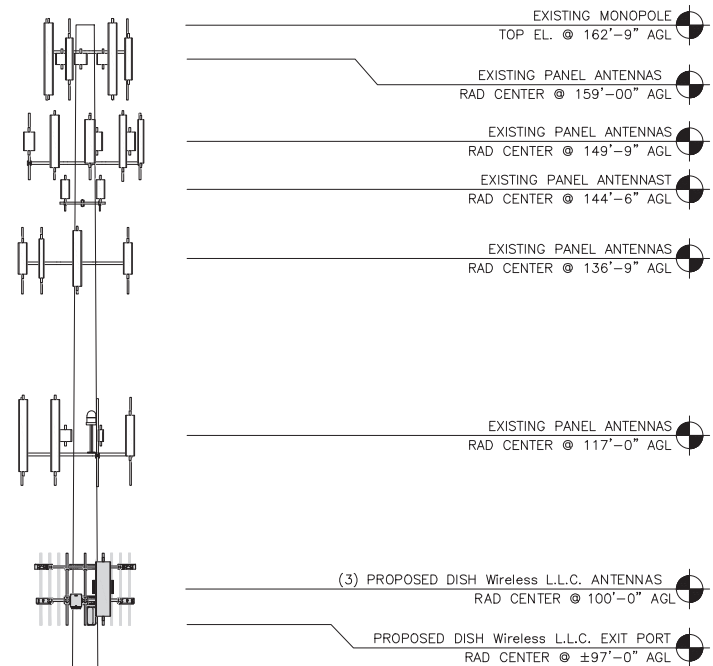 EXISTING MONOPOLE
TOP EL. @ 162'–9" AGL
EXISTING PANEL ANTENNAS
RAD CENTER @ 159'–00" AGL
EXISTING PANEL ANTENNAS
RAD CENTER @ 149'–9" AGL
EXISTING PANEL ANTENNAST
RAD CENTER @ 144'–6" AGL
EXISTING PANEL ANTENNAS
RAD CENTER @ 136'–9" AGL
EXISTING PANEL ANTENNAS
RAD CENTER @ 117'–0" AGL
(3) PROPOSED DISH Wireless L.L.C. ANTENNAS
RAD CENTER @ 100'–0" AGL
PROPOSED DISH Wireless L.L.C. EXIT PORT
RAD CENTER @ ±97'–0" AGL